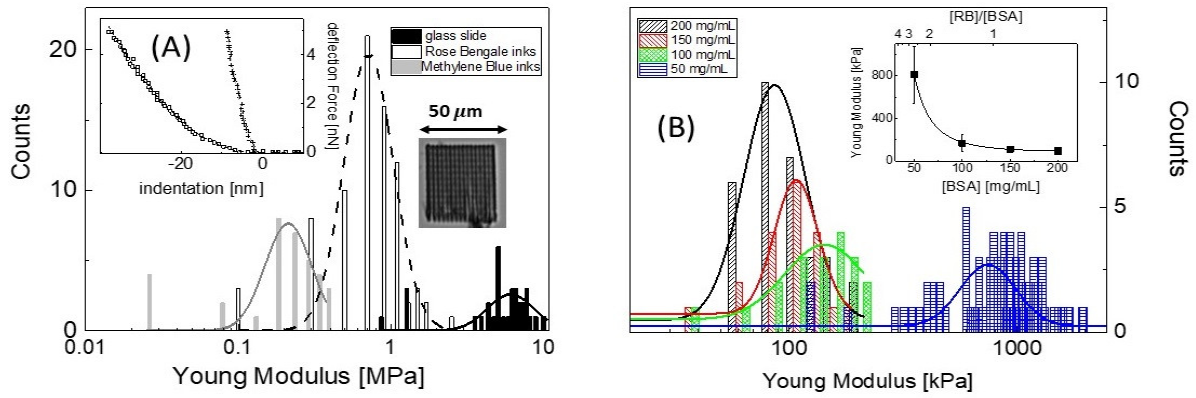 (A)
glass slide
Rose Bengale inks
Methylene Blue inks
50 μm
deflection Force [nN]
4
2
0
-20
0
indentation [nm]
Counts
20
10
0
0.01
0.1
1
10
Young Modulus [MPa]
(B)
200 mg/mL
150 mg/mL
100 mg/mL
50 mg/mL
[RB]/[BSA]
4 3
2
1
Young Modulus [kPa]
800
400
0
50
100
150
200
[BSA] [mg/mL]
10
5
0
Counts
100
1000
Young Modulus [kPa]